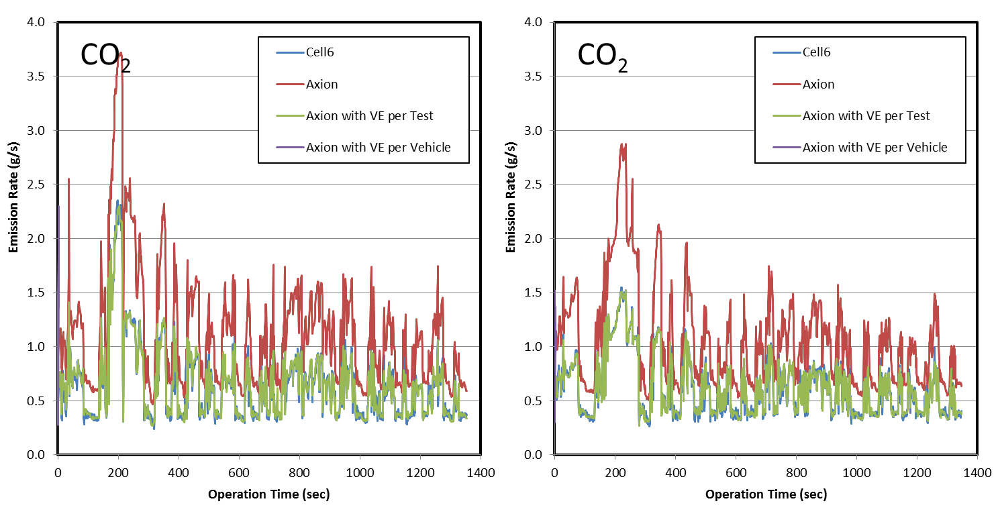 CO2
Cell6
Axion
Axion with VE per Test
Axion with VE per Vehicle
4.0
3.5
3.0
2.5
2.0
1.5
1.0
0.5
0.0
Emission Rate (g/s)
0 200 400 600 800 1000 1200 1400
Operation Time (sec)
CO2
Cell6
Axion
Axion with VE per Test
Axion with VE per Vehicle
4.0
3.5
3.0
2.5
2.0
1.5
1.0
0.5
0.0
Emission Rate (g/s)
0 200 400 600 800 1000 1200 1400
Operation Time (sec)